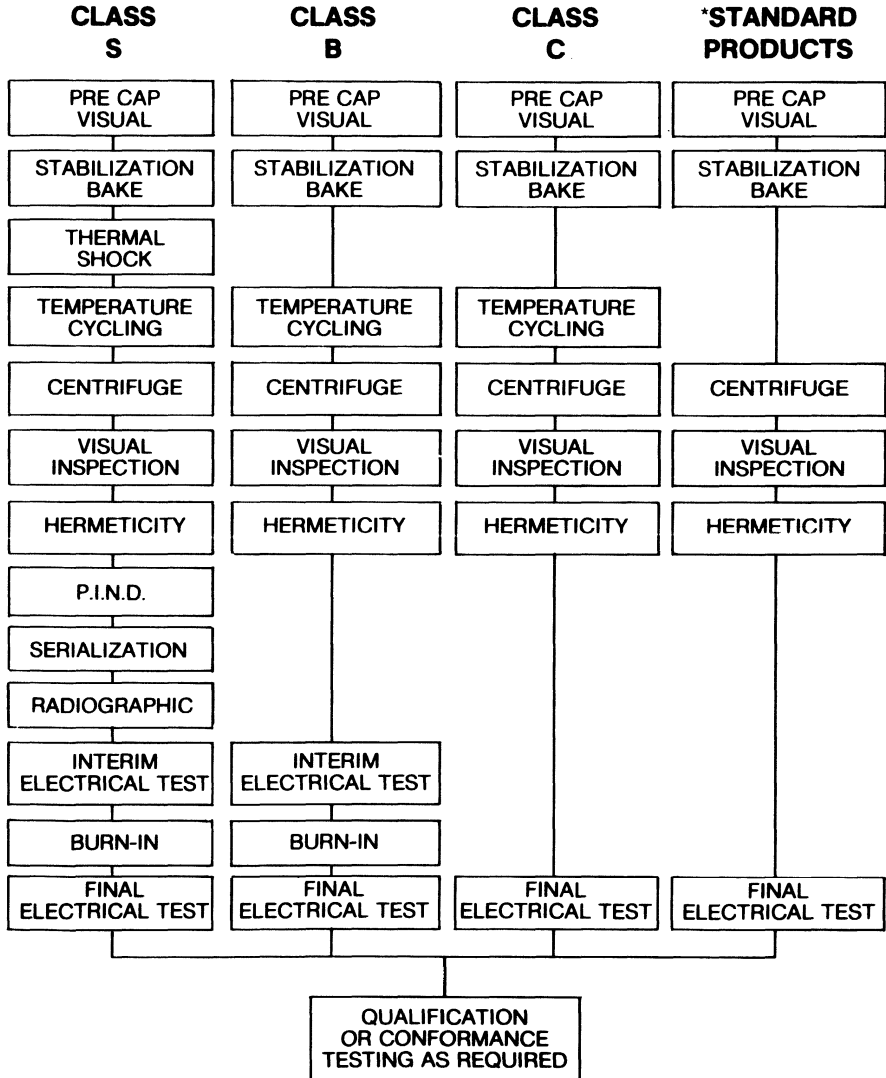 CLASS
S
CLASS
B
CLASS
C
*STANDARD
PRODUCTS
PRE CAP
VISUAL
PRE CAP
VISUAL
PRE CAP
VISUAL
PRE CAP
VISUAL
STABILIZATION
BAKE
STABILIZATION
BAKE
STABILIZATION
BAKE
STABILIZATION
BAKE
THERMAL
SHOCK
TEMPERATURE
CYCLING
TEMPERATURE
CYCLING
TEMPERATURE
CYCLING
CENTRIFUGE
CENTRIFUGE
CENTRIFUGE
CENTRIFUGE
VISUAL
INSPECTION
VISUAL
INSPECTION
VISUAL
INSPECTION
VISUAL
INSPECTION
HERMETICITY
HERMETICITY
HERMETICITY
HERMETICITY
P.I.N.D.
SERIALIZATION
RADIOGRAPHIC
INTERIM
ELECTRICAL TEST
INTERIM
ELECTRICAL TEST
BURN-IN
BURN-IN
FINAL
ELECTRICAL TEST
FINAL
ELECTRICAL TEST
FINAL
ELECTRICAL TEST
FINAL
ELECTRICAL TEST
QUALIFICATION
OR CONFORMANCE
TESTING AS REQUIRED